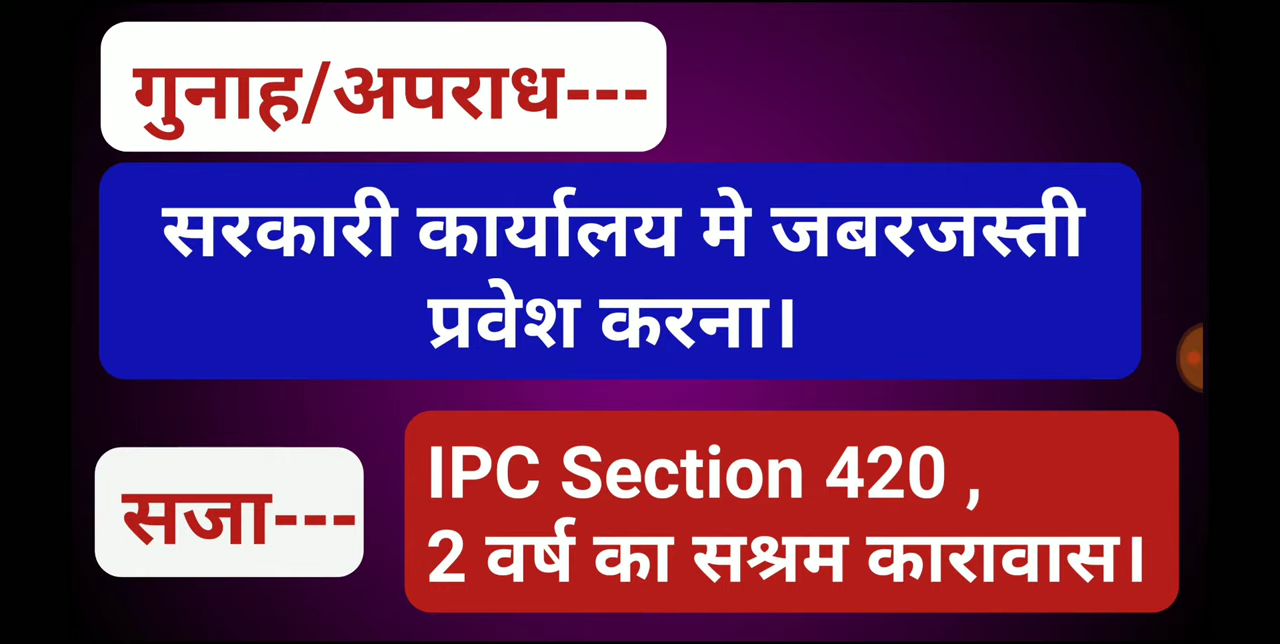 गुनाह/अपराध---
सरकारी कार्यालय मे जबरजस्ती
प्रवेश करना।
सजा---
IPC Section 420 ,
2 वर्ष का सश्रम कारावास।